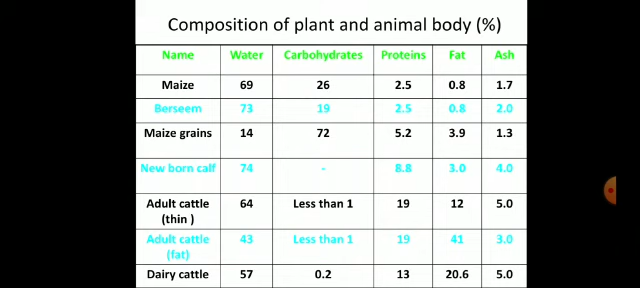 Composition of plant and animal body (%)
Name Water Carbohydrates Proteins Fat Ash
Maize 69 26 2.5 0.8 1.7
Berseem 73 19 2.5 0.8 2.0
Maize grains 14 72 5.2 3.9 1.3
New born calf 74 - 8.8 3.0 4.0
Adult cattle (thin ) 64 Less than 1 19 12 5.0
Adult cattle (fat) 43 Less than 1 19 41 3.0
Dairy cattle 57 0.2 13 20.6 5.0